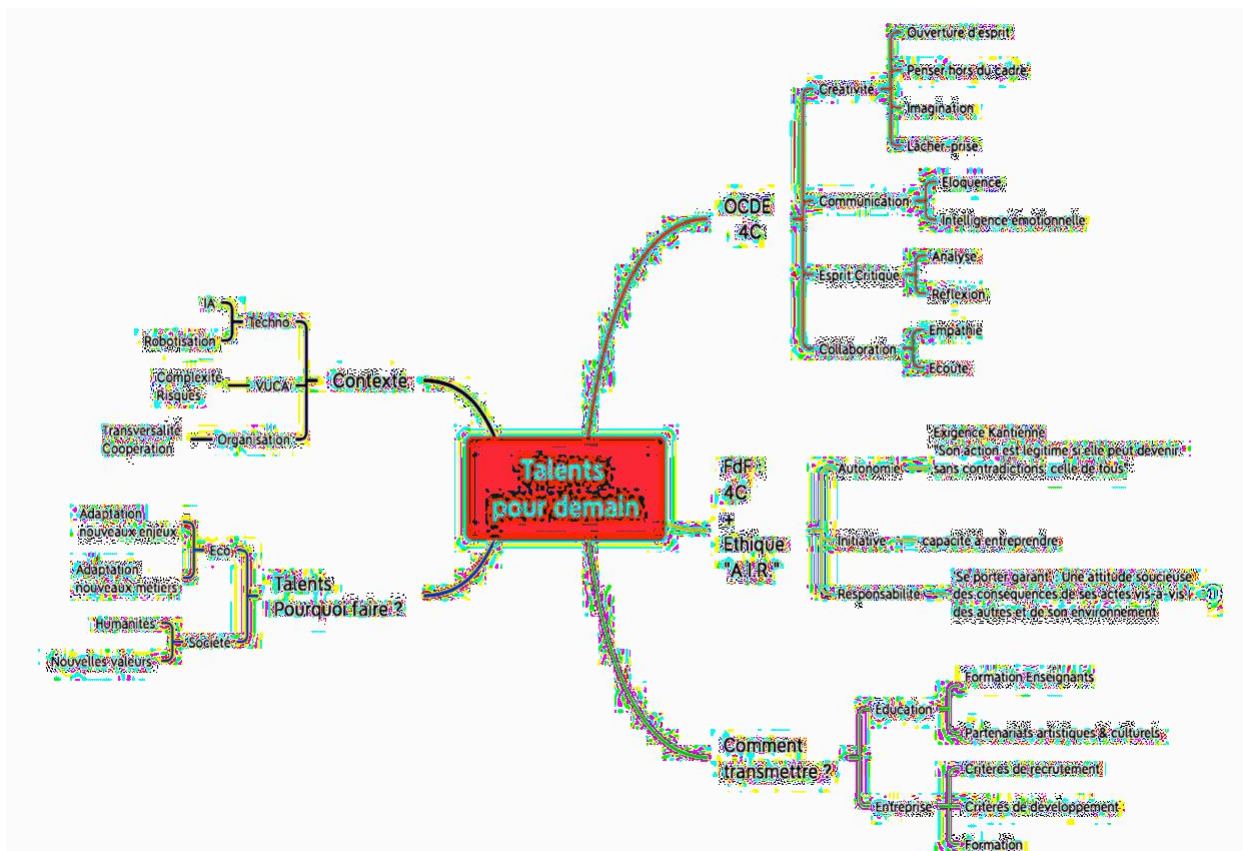 Talents
pour demain
OCDE
4C
Créativité
Ouverture d'esprit
Penser hors du cadre
Imagination
Lâcher-prise
Communication
Eloquence
Intelligence émotionnelle
Esprit Critique
Analyse
Réflexion
Collaboration
Empathie
Ecoute
FdF
4C
+
Ethique
"A.I.R."
Autonomie
Exigence Kantienne
"Son action est légitime si elle peut devenir,
sans contradictions, celle de tous"
Initiative
capacité à entreprendre
Responsabilité
"Se porter garant". Une attitude soucieuse
des conséquences de ses actes vis-à-vis
des autres et de son environnement
Comment
transmettre ?
Education
Formation Enseignants
Partenariats artistiques & culturels
Entreprise
Critères de recrutement
Critères de développement
Formation
Contexte
Techno
IA
Robotisation
VUCA
Complexité
Risques
Organisation
Transversalité
Coopération
Talents
Pourquoi faire ?
Eco
Adaptation
nouveaux enjeux
Adaptation
nouveaux métiers
Société
Humanités
Nouvelles valeurs